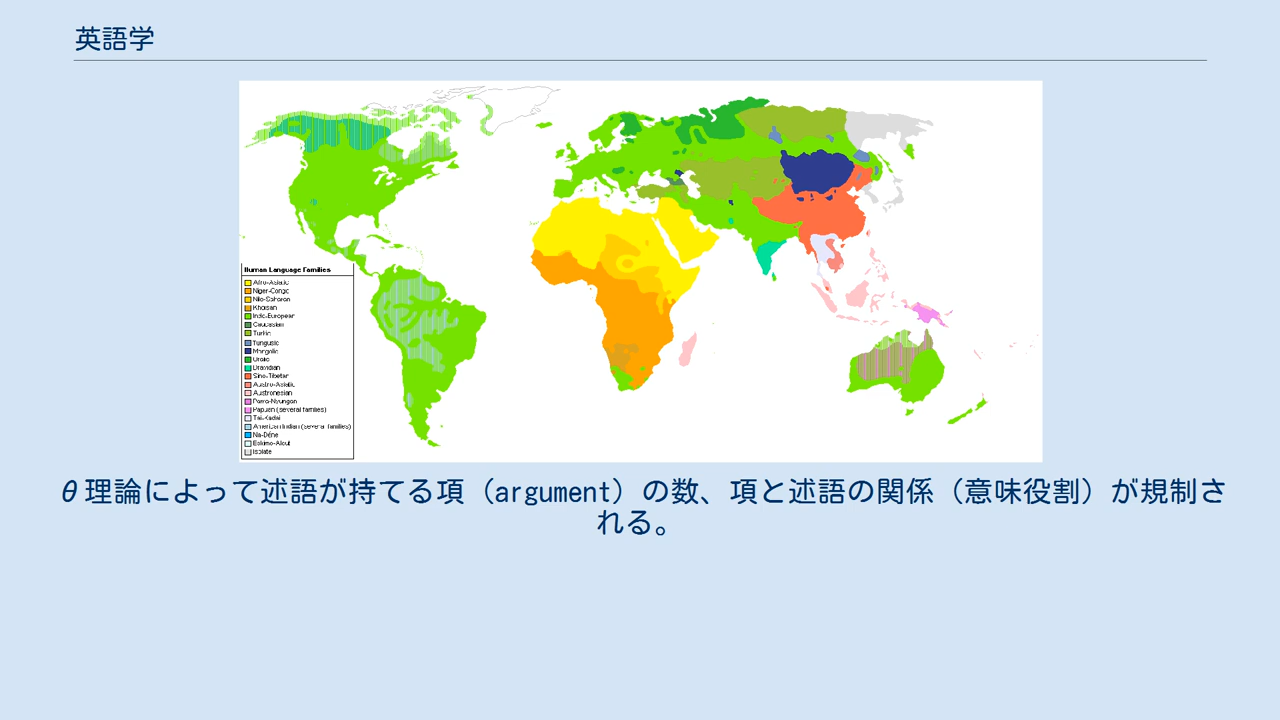 英語学
Human Language Families
Afro-Asiatic
Niger-Congo
Nilo-Saharan
Khoisan
Indo-European
Caucasian
Turkic
Tungusic
Mongolic
Uralic
Dravidian
Sino-Tibetan
Austro-Asiatic
Austronesian
Pama-Nyungan
Papuan (several families)
Tai-Kadai
American Indian (several families)
Na-Dene
Eskimo-Aleut
Isolate
θ理論によって述語が持てる項（argument）の数、項と述語の関係（意味役割）が規制さ
れる。